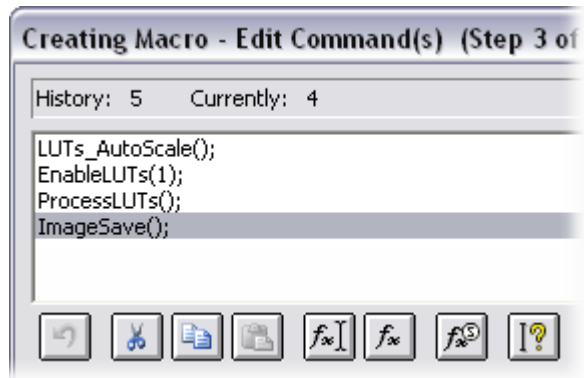 Creating Macro - Edit Command(s) (Step 3 of
History: 5 Currently: 4
LUTs_AutoScale();
EnableLUTs(1);
ProcessLUTs();
ImageSave();